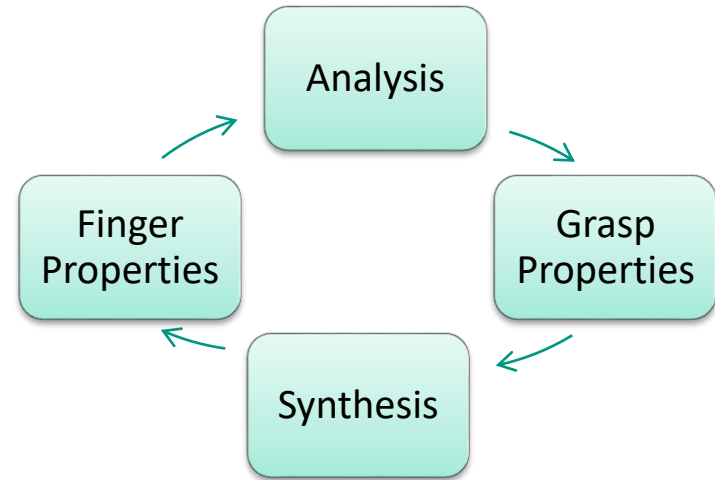 Analysis
Finger
Properties
Grasp
Properties
Synthesis